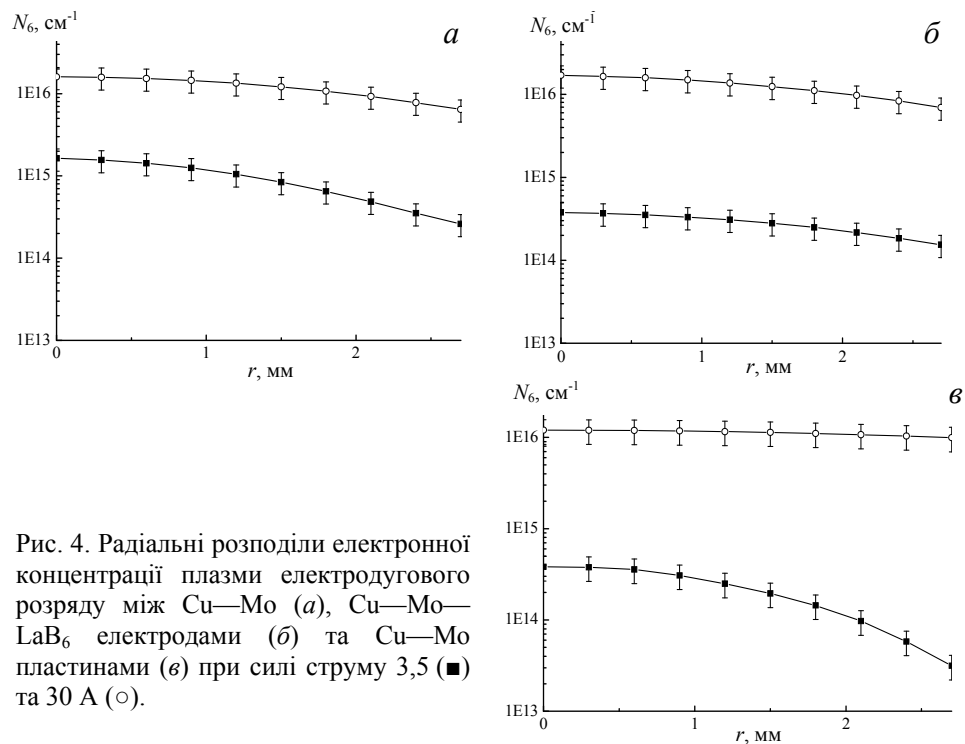 N₆, см⁻¹
а
1E16
1E15
1E14
1E13
0 1 2
r, мм
N₆, см⁻¹
б
1E16
1E15
1E14
1E13
0 1 2
r, мм
N₆, см⁻¹
в
1E16
1E15
1E14
1E13
0 1 2
r, мм
Рис. 4. Радіальні розподіли електронної
концентрації плазми електродугового
розряду між Cu—Mo (а), Cu—Mo—
LaB₆ електродами (б) та Cu—Mo
пластинами (в) при силі струму 3,5 (■)
та 30 А (○).